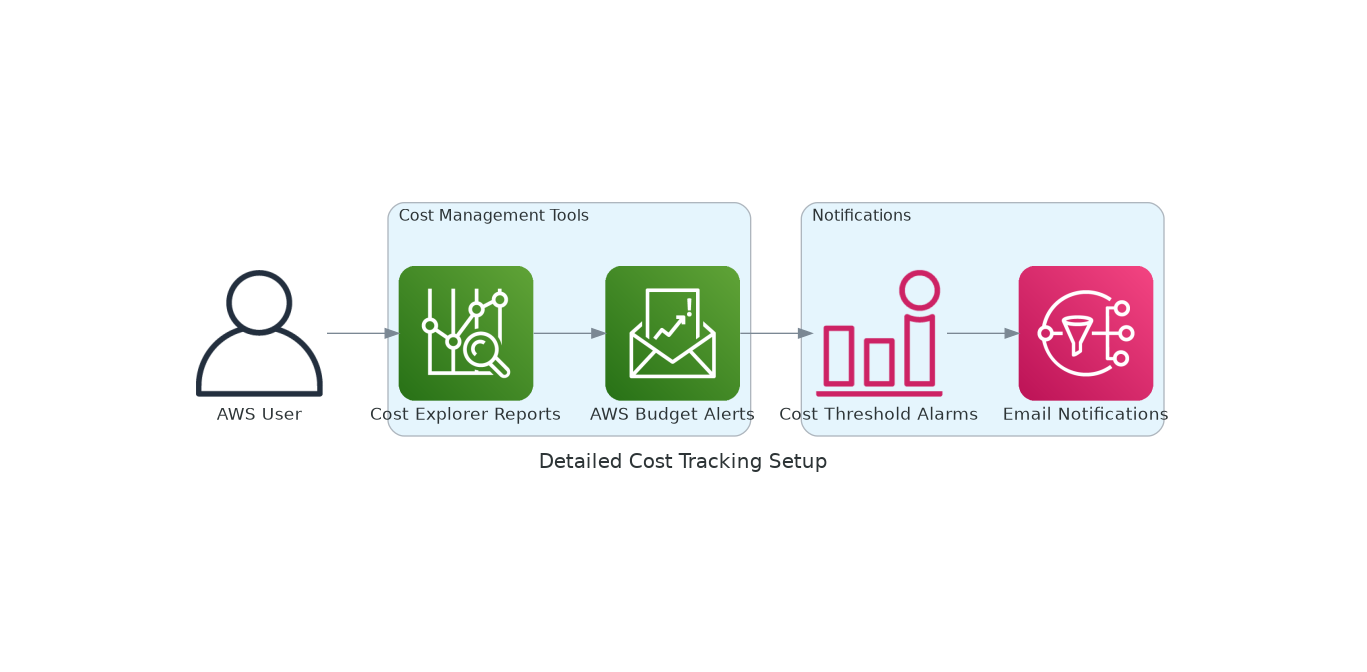 Cost Management Tools
Notifications
AWS User
Cost Explorer Reports
AWS Budget Alerts
Cost Threshold Alarms
Email Notifications
Detailed Cost Tracking Setup